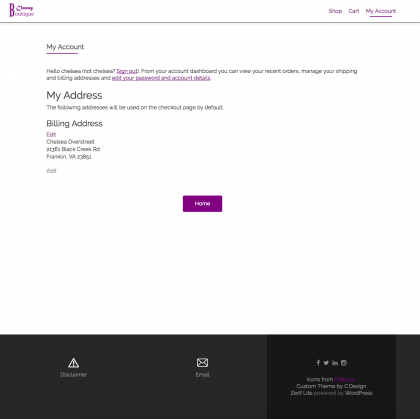 Classy
Boutique
Shop Cart My Account
My Account
Hello chelsea (not chelsea? Sign out). From your account dashboard you can view your recent orders, manage your shipping
and billing addresses and edit your password and account details.
My Address
The following addresses will be used on the checkout page by default.
Billing Address
Edit
Chelsea Overstreet
21361 Black Creek Rd
Franklin, VA 23851
Edit
Home
Disclaimer
Email
Icons from
Custom Theme by C.Design
Zerif Lite powered by WordPress